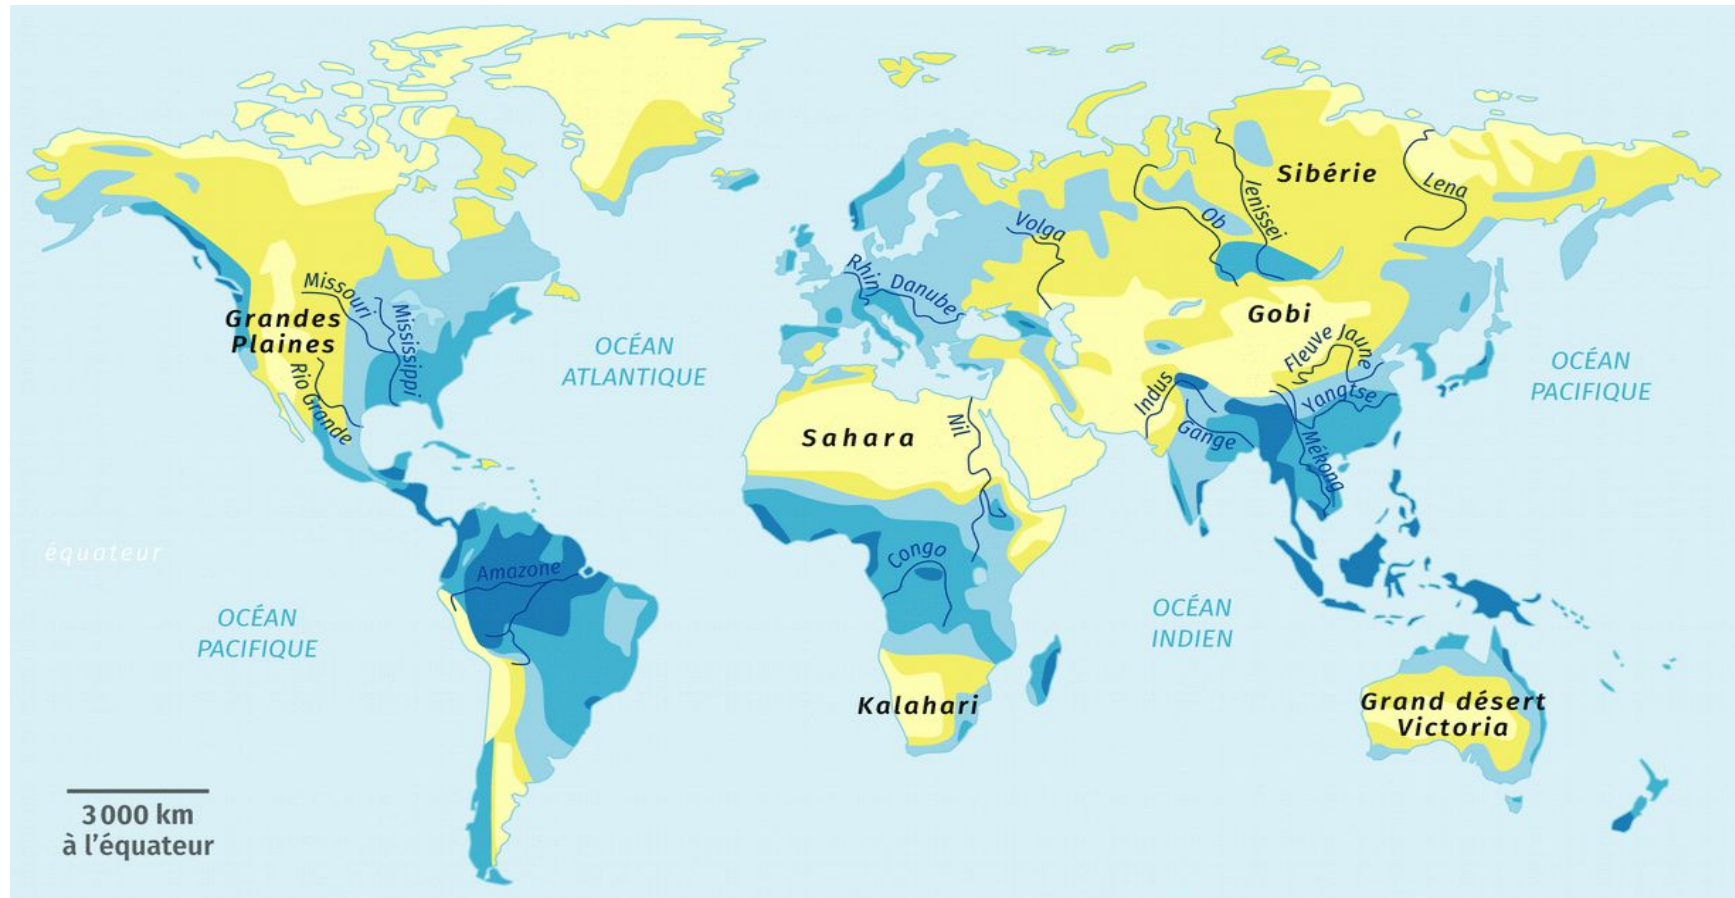 Sibérie
Lena
Ienissei
Ob
Volga
Rhin
Danube
Missouri
Mississippi
Grandes
Plaines
Rio Grande
Gobi
Fleuve Jaune
Yangtse
Indus
Gange
Mékong
OCÉAN
ATLANTIQUE
OCÉAN
PACIFIQUE
Sahara
Nil
équateur
Amazone
Congo
OCÉAN
PACIFIQUE
OCÉAN
INDIEN
Kalahari
Grand désert
Victoria
3 000 km
à l'équateur